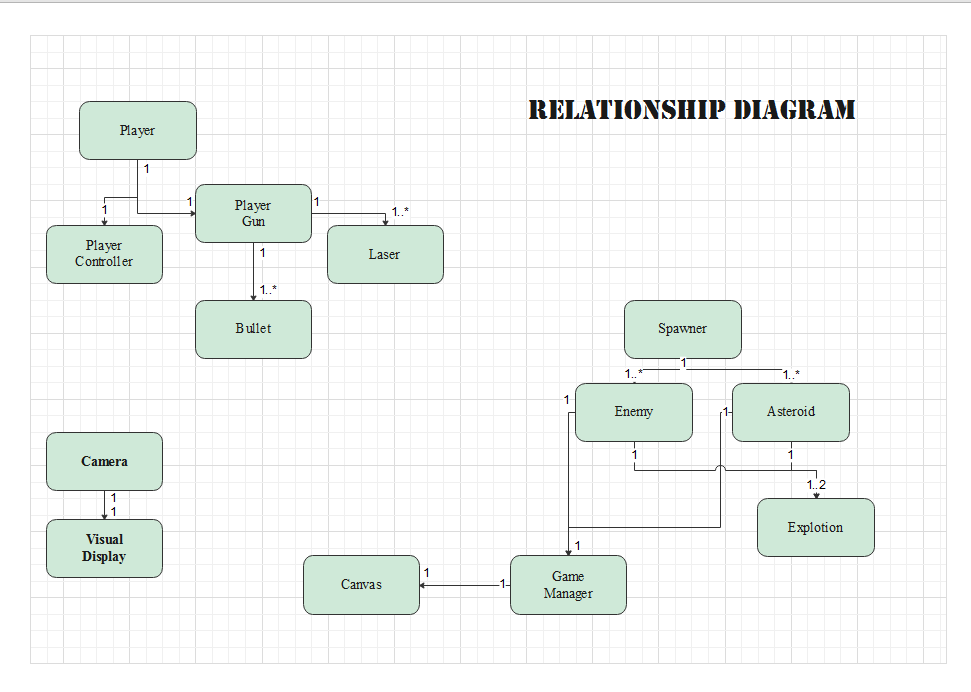 RELATIONSHIP DIAGRAM
Player
1
1
1
Player
Gun
1
1..*
Player
Controller
Laser
1
1..*
Bullet
Spawner
1
1..*
1..*
1
Enemy
1
Asteroid
1
1
1..2
Camera
1
1
Visual
Display
Explotion
1
Canvas
1
1
Game
Manager